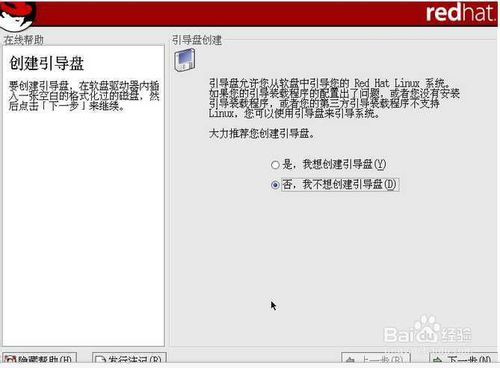 redhat.
在线帮助
引导盘创建
创建引导盘
要创建引导盘，在软盘驱动器内插
入一张空白的格式化过的磁盘，然
后点击「下一步」来继续。
引导盘允许您从软盘中引导您的 Red Hat Linux 系统。
如果您的引导装载程序的配置出了问题，或者您没有安装
引导装载程序，或者您的第三方引导装载程序不支持
Linux，您可以使用引导盘来引导系统。
大力推荐您创建引导盘。
是，我想创建引导盘(Y)
否，我不想创建引导盘(D)
Baidu 经验
jingyan.baidu.com
隐藏帮助(H)
发行注记(R)
上一步(B)
下一步(N)